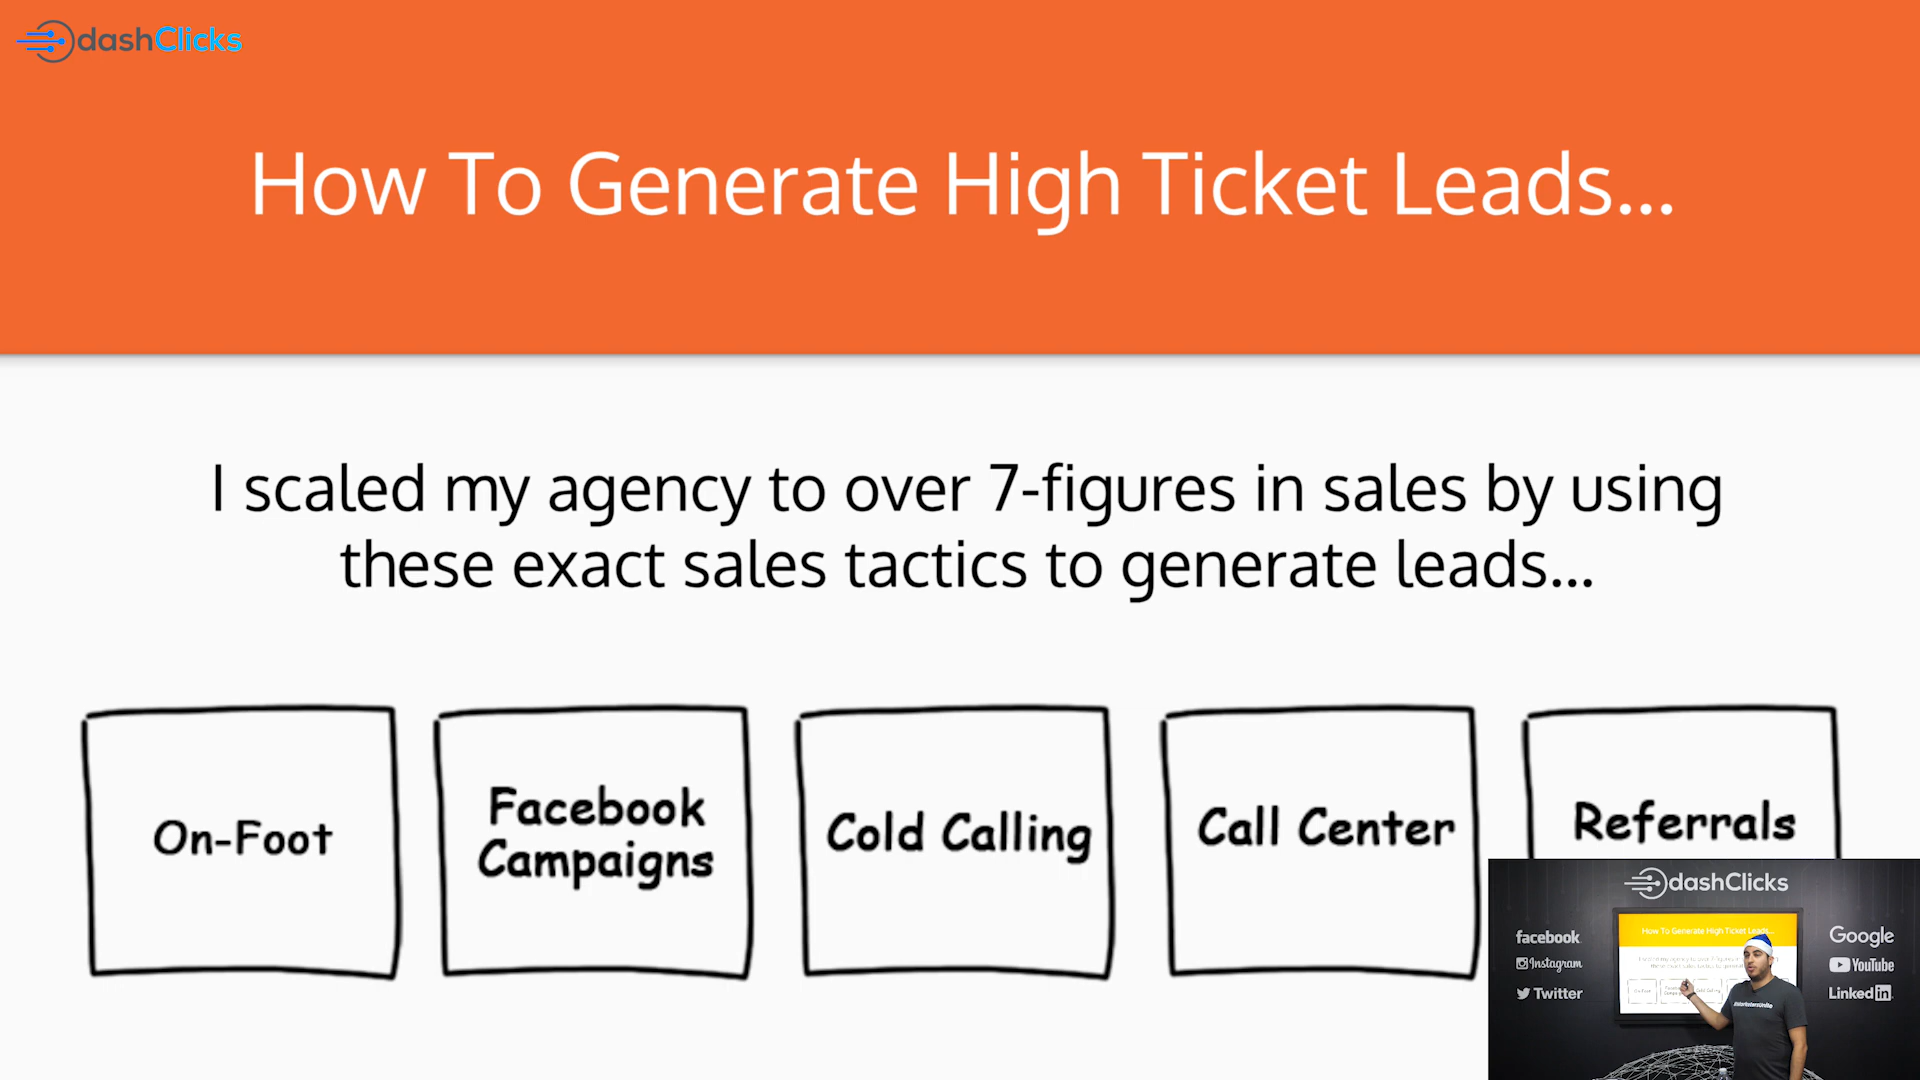 dashClicks
How To Generate High Ticket Leads...
I scaled my agency to over 7-figures in sales by using
these exact sales tactics to generate leads...
On-Foot
Facebook
Campaigns
Cold Calling
Call Center
Referrals
dashClicks
facebook
Instagram
Twitter
How To Generate High Ticket Leads...
Google
YouTube
Linked in